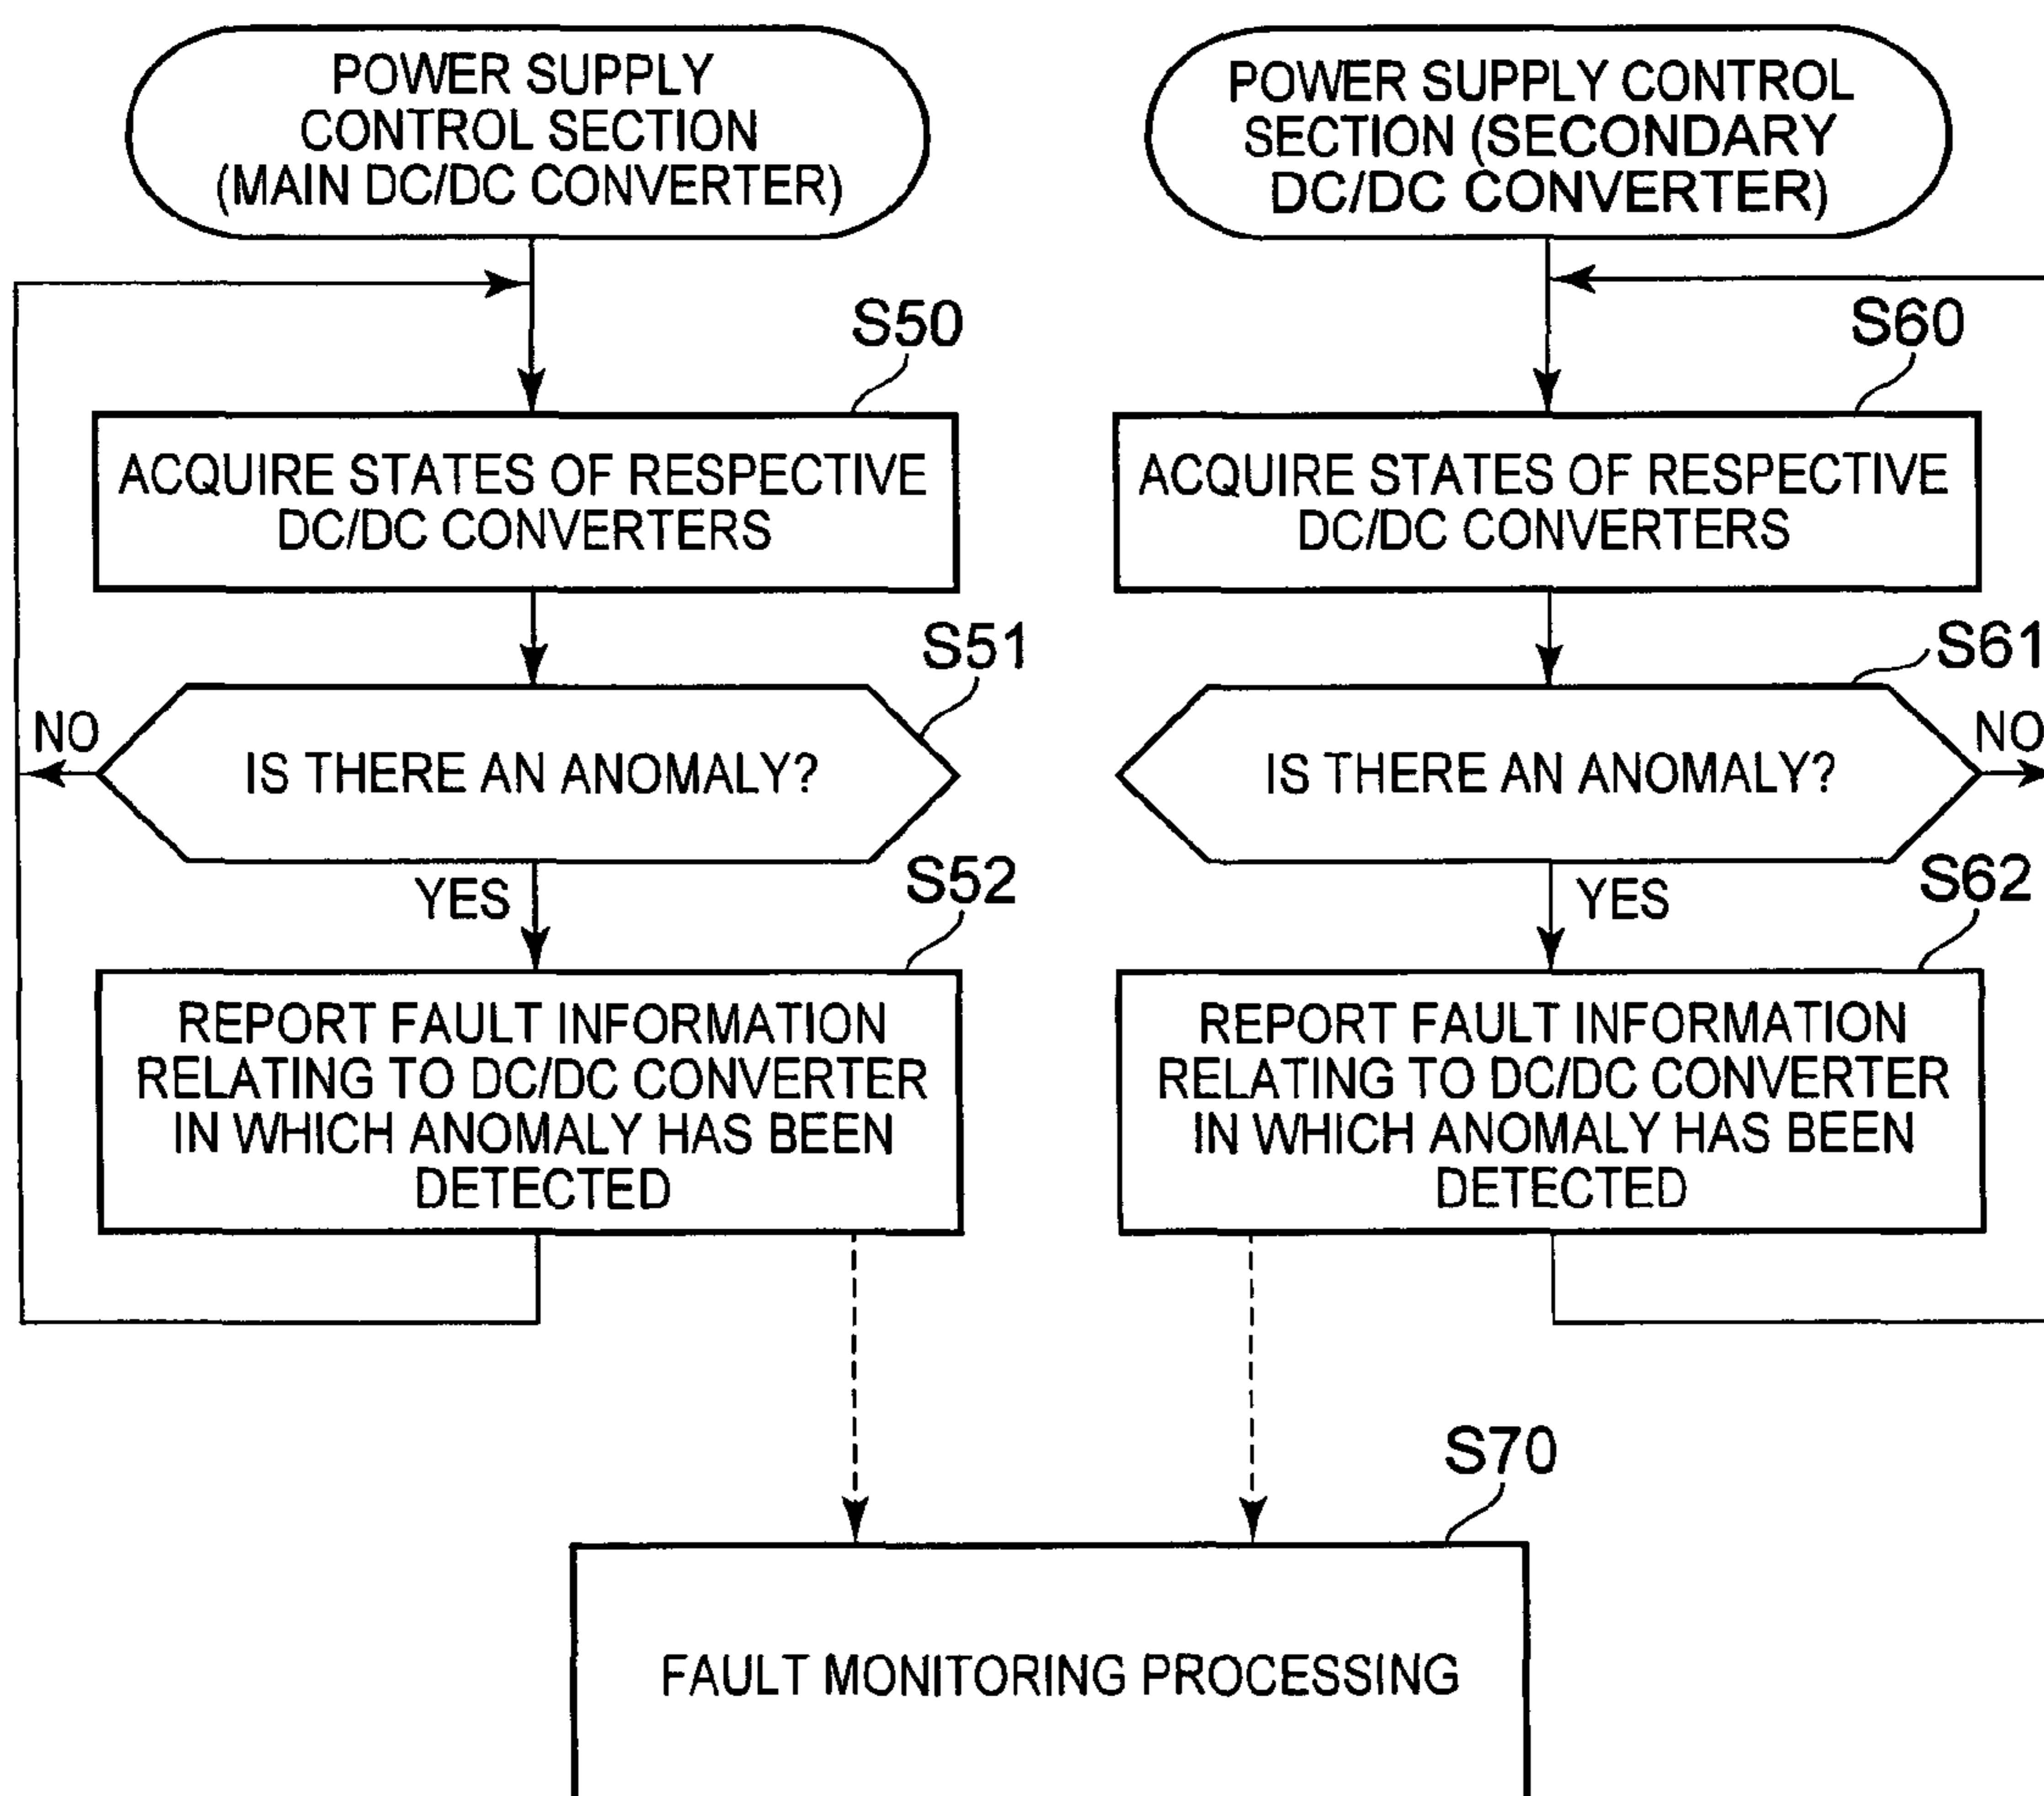 POWER SUPPLY
CONTROL SECTION
(MAIN DC/DC CONVERTER)
S50
ACQUIRE STATES OF RESPECTIVE
DC/DC CONVERTERS
S51
NO
IS THERE AN ANOMALY?
YES
S52
REPORT FAULT INFORMATION
RELATING TO DC/DC CONVERTER
IN WHICH ANOMALY HAS BEEN
DETECTED
POWER SUPPLY CONTROL
SECTION (SECONDARY
DC/DC CONVERTER)
S60
ACQUIRE STATES OF RESPECTIVE
DC/DC CONVERTERS
S61
NO
IS THERE AN ANOMALY?
YES
S62
REPORT FAULT INFORMATION
RELATING TO DC/DC CONVERTER
IN WHICH ANOMALY HAS BEEN
DETECTED
S70
FAULT MONITORING PROCESSING